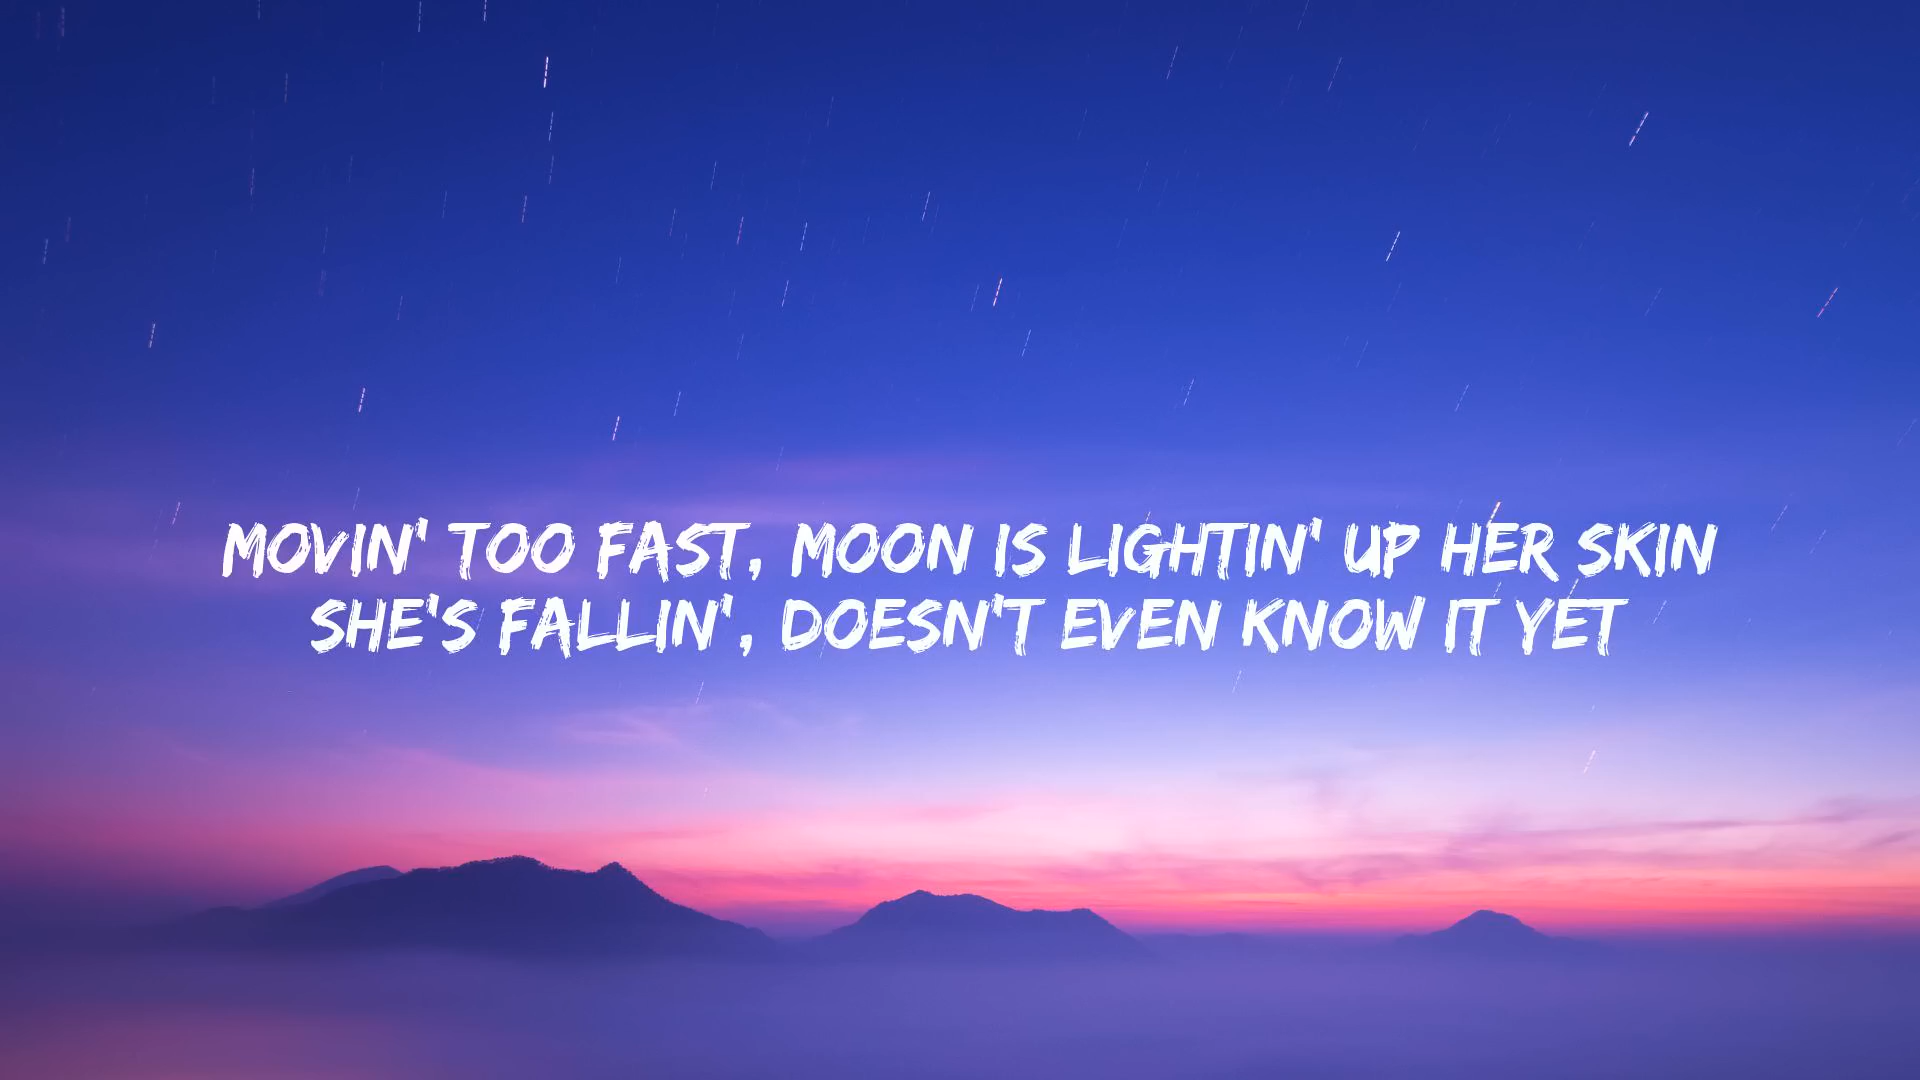 MOVIN' TOO FAST, MOON IS LIGHTIN' UP HER SKIN
SHE'S FALLIN', DOESN'T EVEN KNOW IT YET